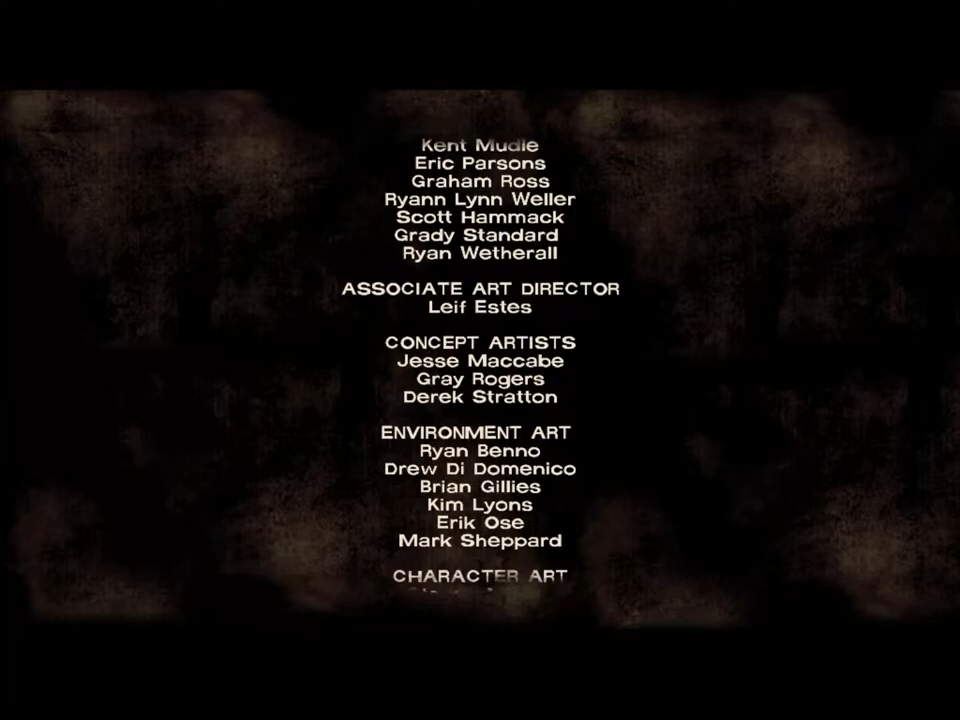 Kent Mudle
Eric Parsons
Graham Ross
Ryann Lynn Weller
Scott Hammack
Grady Standard
Ryan Wetherall
ASSOCIATE ART DIRECTOR
Leif Estes
CONCEPT ARTISTS
Jesse Maccabe
Gray Rogers
Derek Stratton
ENVIRONMENT ART
Ryan Benno
Drew Di Domenico
Brian Gillies
Kim Lyons
Erik Ose
Mark Sheppard
CHARACTER ART